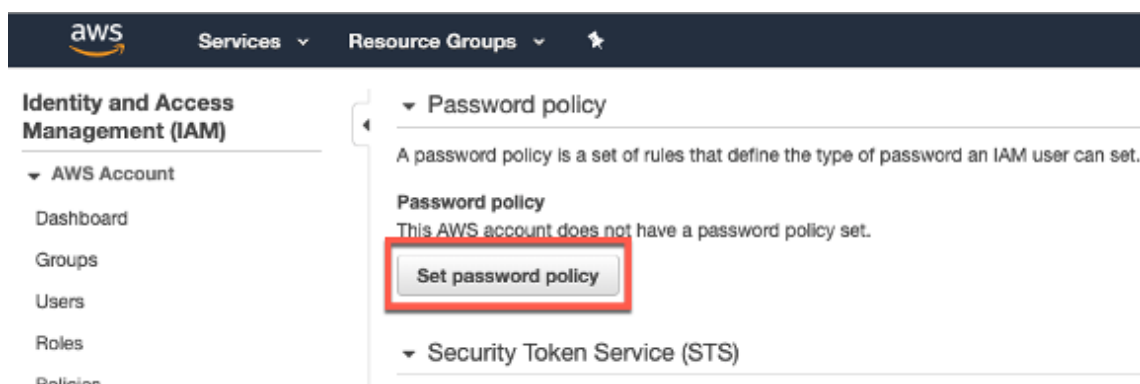 aws
Services
Resource Groups
Identity and Access
Management (IAM)
AWS Account
Dashboard
Groups
Users
Roles
Policies
Password policy
A password policy is a set of rules that define the type of password an IAM user can set.
Password policy
This AWS account does not have a password policy set.
Set password policy
Security Token Service (STS)